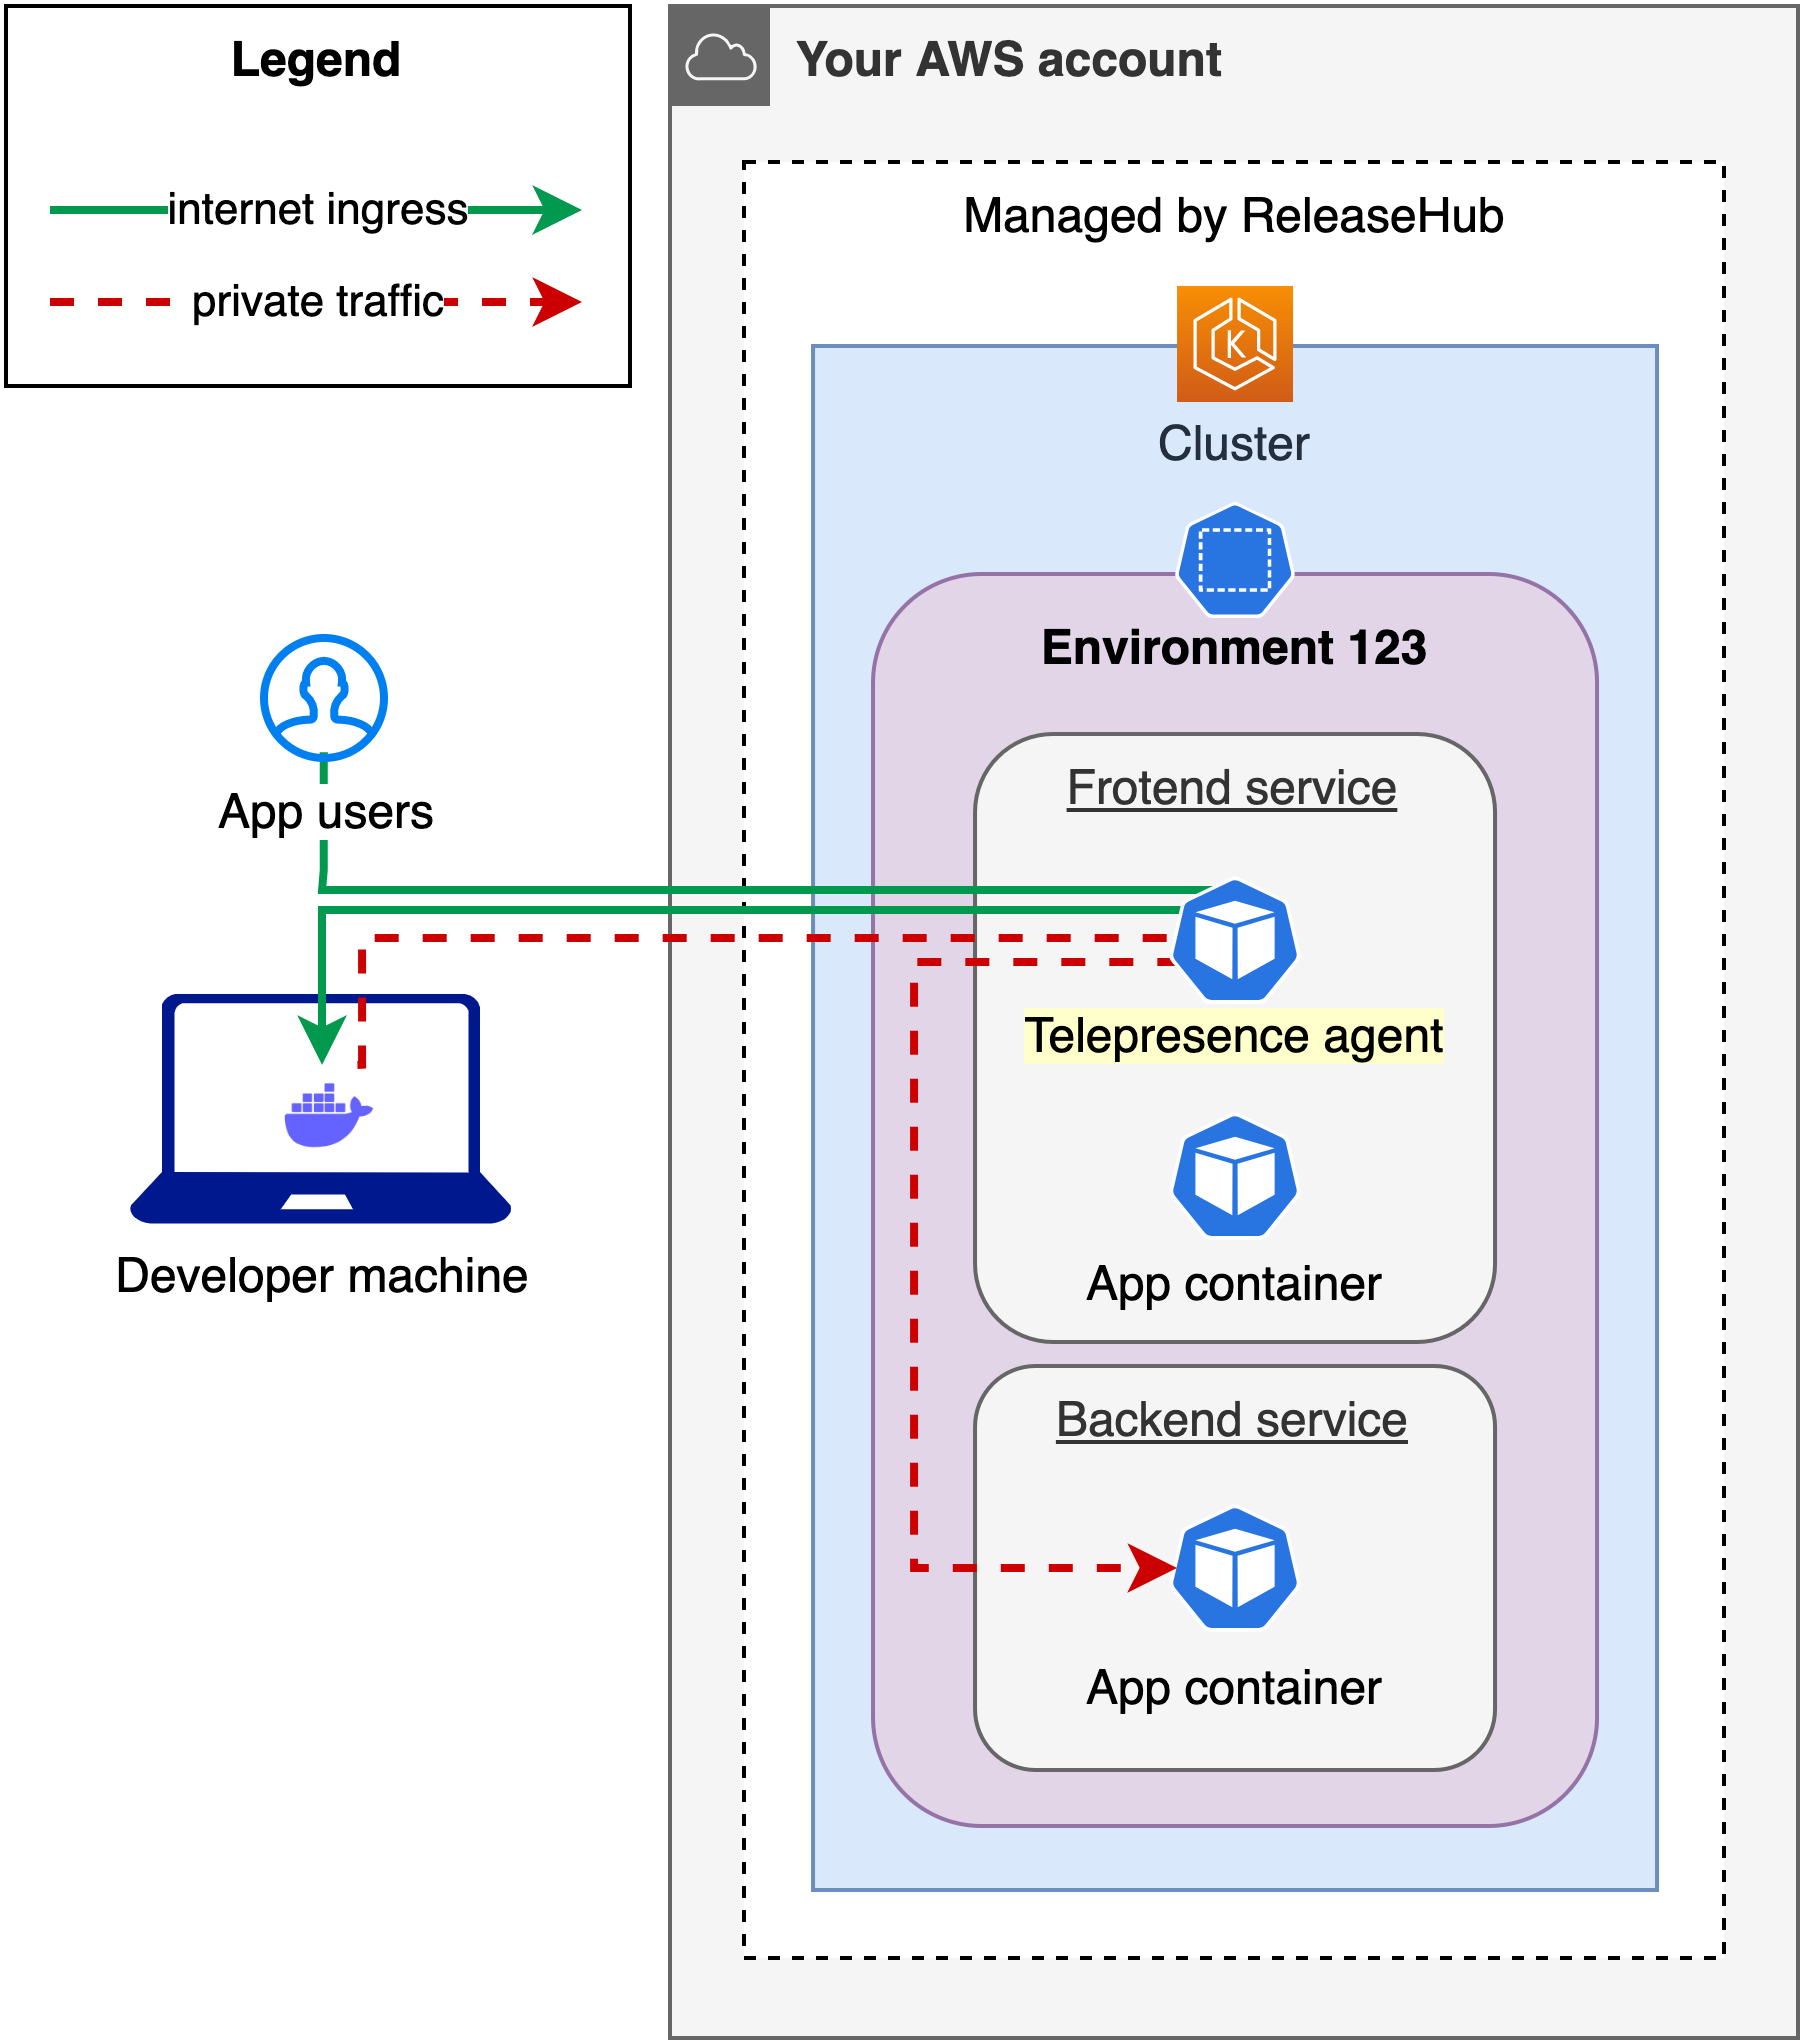 Legend
internet ingress
private traffic
Your AWS account
Managed by ReleaseHub
K
Cluster
Environment 123
Frotend service
App users
Telepresence agent
App container
Developer machine
Backend service
App container